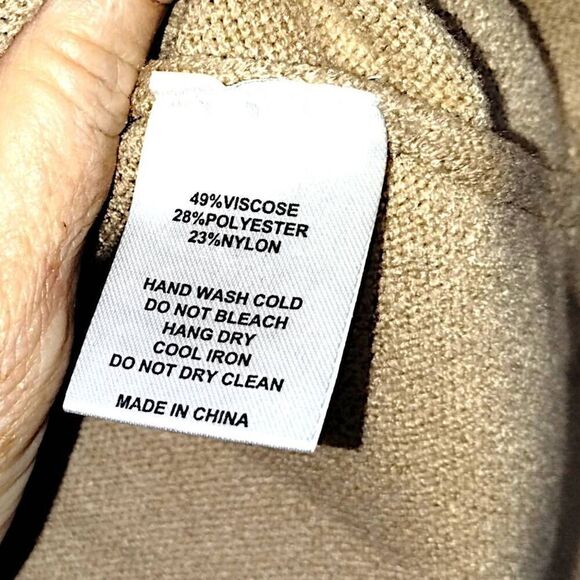 49%VISCOSE
28%POLYESTER
23%NYLON
HAND WASH COLD
DO NOT BLEACH
HANG DRY
COOL IRON
DO NOT DRY CLEAN
MADE IN CHINA